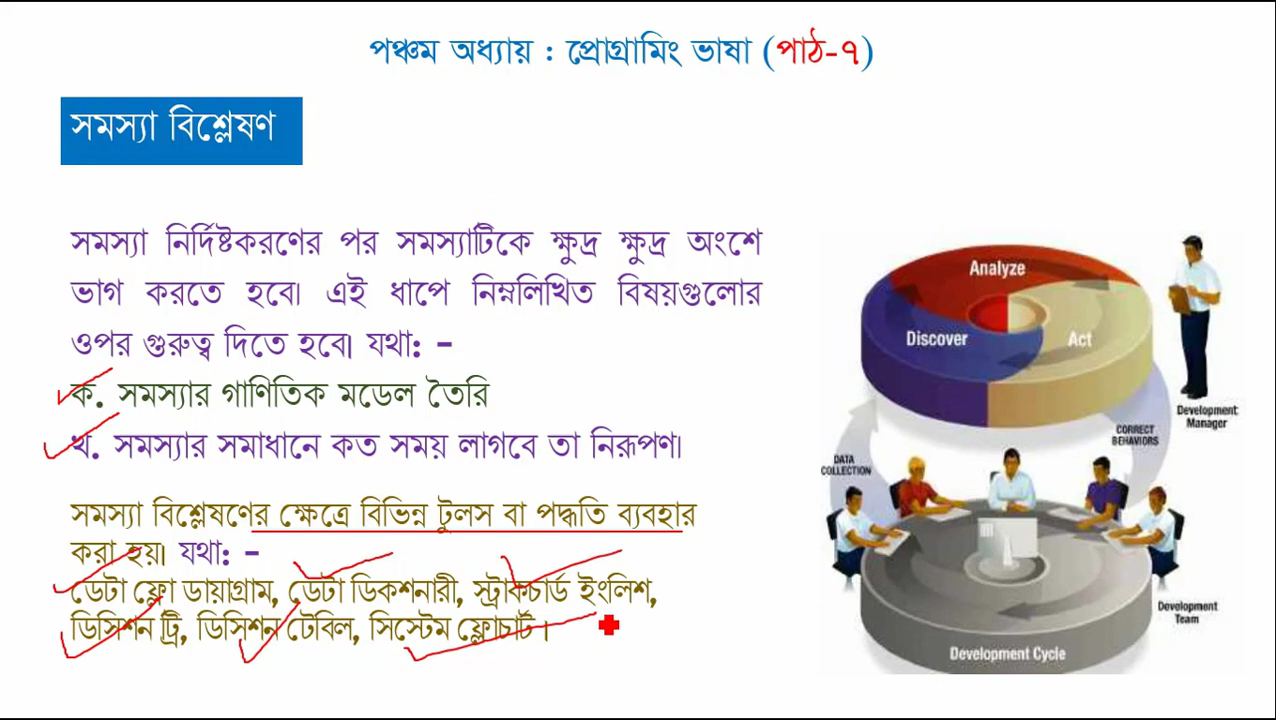 পঞ্চম অধ্যায় : প্রোগ্রামিং ভাষা (পাঠ-৭)
সমস্যা বিশ্লেষণ
সমস্যা নির্দিষ্টকরণের পর সমস্যাটিকে ক্ষুদ্র ক্ষুদ্র অংশে
ভাগ করতে হবে। এই ধাপে নিম্নলিখিত বিষয়গুলোর
ওপর গুরুত্ব দিতে হবে। যথা: -
ক. সমস্যার গাণিতিক মডেল তৈরি
খ. সমস্যার সমাধানে কত সময় লাগবে তা নিরূপণ।
সমস্যা বিশ্লেষণের ক্ষেত্রে বিভিন্ন টুলস বা পদ্ধতি ব্যবহার
করা হয়। যথা: -
ডেটা ফ্লো ডায়াগ্রাম, ডেটা ডিকশনারী, স্ট্রাকচার্ড ইংলিশ,
ডিসিশন ট্রি, ডিসিশন টেবিল, সিস্টেম ফ্লোচার্ট।
Analyze
Discover
Act
Development
Manager
CORRECT
BEHAVIORS
DATA
COLLECTION
Development
Team
Development Cycle